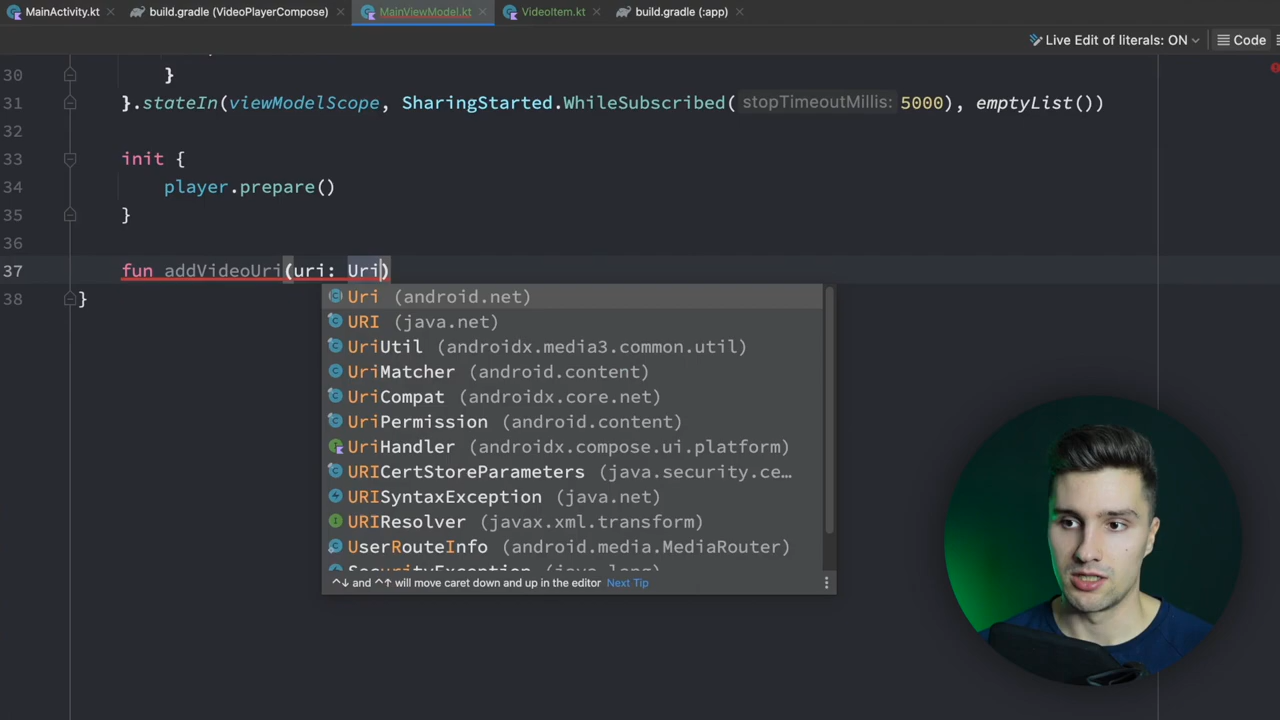 MainActivity.kt
build.gradle (VideoPlayerCompose)
MainViewModel.kt
VideoItem.kt
build.gradle (:app)
Live Edit of literals: ON
Code
30 }
31 }.stateIn(viewModelScope, SharingStarted.WhileSubscribed( stopTimeoutMillis: 5000), emptyList())
32
33 init {
34 player.prepare()
35 }
36
37 fun addVideoUri(uri: Uri)
38 }
Uri (android.net)
URI (java.net)
UriUtil (androidx.media3.common.util)
UriMatcher (android.content)
UriCompat (androidx.core.net)
UriPermission (android.content)
UriHandler (androidx.compose.ui.platform)
URICertStoreParameters (java.security.ce…
URISyntaxException (java.net)
URIResolver (javax.xml.transform)
UserRouteInfo (android.media.MediaRouter)
SecurityException (java.lang)
^↓ and ^↑ will move caret down and up in the editor Next Tip